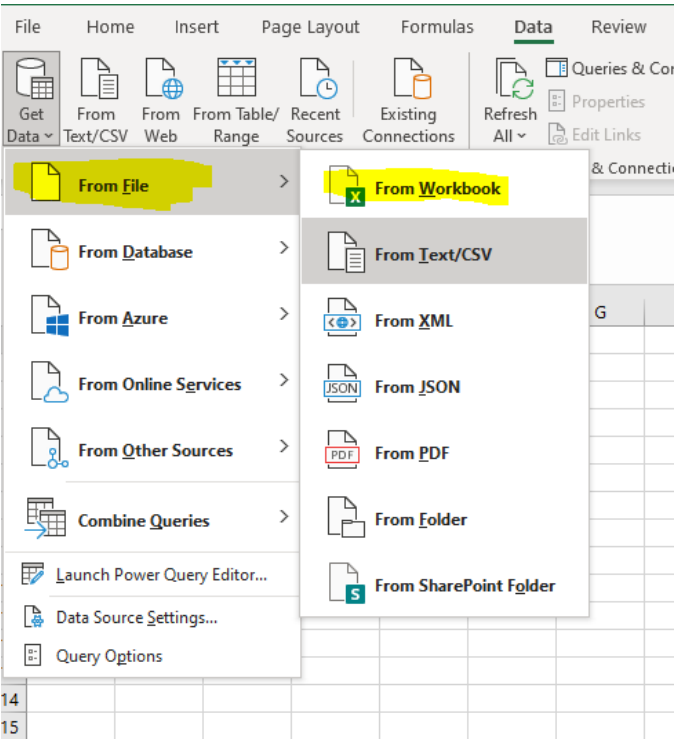 File Home Insert Page Layout Formulas Data Review
Get Data
From Text/CSV
From Web
From Table/ Range
Recent Sources
Existing Connections
Refresh All
Queries & Co
Properties
Edit Links
& Connecti
From File
From Database
From Azure
From Online Services
From Other Sources
Combine Queries
Launch Power Query Editor...
Data Source Settings...
Query Options
From Workbook
From Text/CSV
From XML
JSON
From JSON
PDF
From PDF
From Folder
S
From SharePoint Folder
X
G
14
15